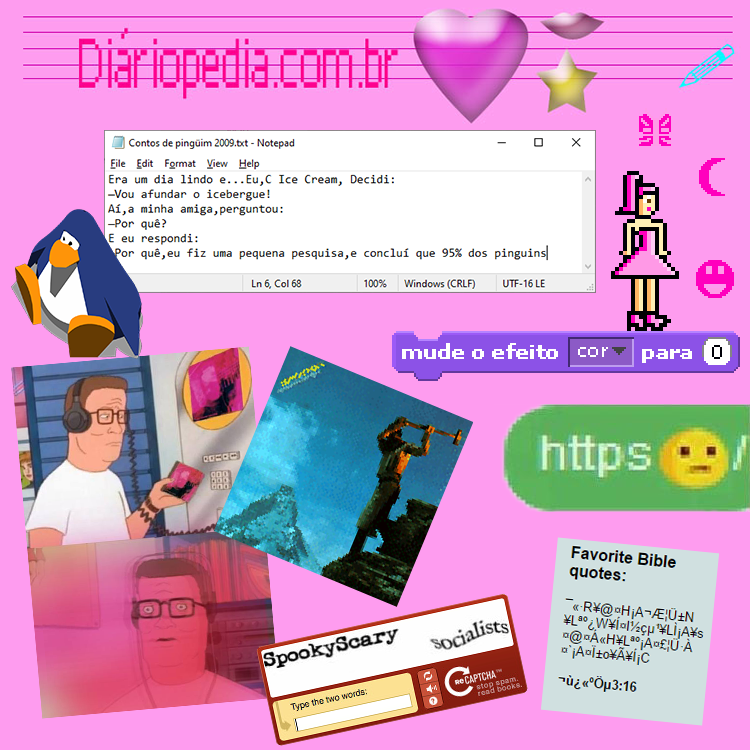 Diáriopedia.com.br
Contos de pingüim 2009.txt - Notepad
File Edit Format View Help
Era um dia lindo e...Eu,C Ice Cream, Decidi:
—Vou afundar o icebergue!
Aí,a minha amiga,perguntou:
—Por quê?
E eu respondi:
Por quê,eu fiz uma pequena pesquisa,e concluí que 95% dos pinguins
Ln 6, Col 68 100% Windows (CRLF) UTF-16 LE
mude o efeito cor para 0
https😐/
Favorite Bible
quotes:
¬ù¿«ºÖµ3:16
SpookyScary socialists
Type the two words:
reCAPTCHA™
stop spam.
read books.